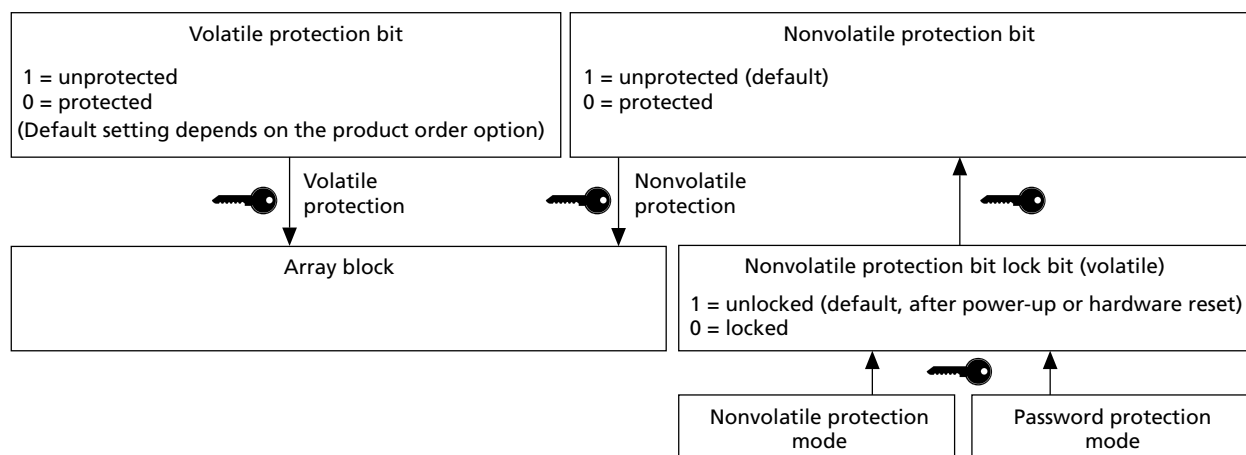 Volatile protection bit
1 = unprotected
0 = protected
(Default setting depends on the product order option)
Nonvolatile protection bit
1 = unprotected (default)
0 = protected
Volatile
protection
Nonvolatile
protection
Array block
Nonvolatile protection bit lock bit (volatile)
1 = unlocked (default, after power-up or hardware reset)
0 = locked
Nonvolatile protection
mode
Password protection
mode